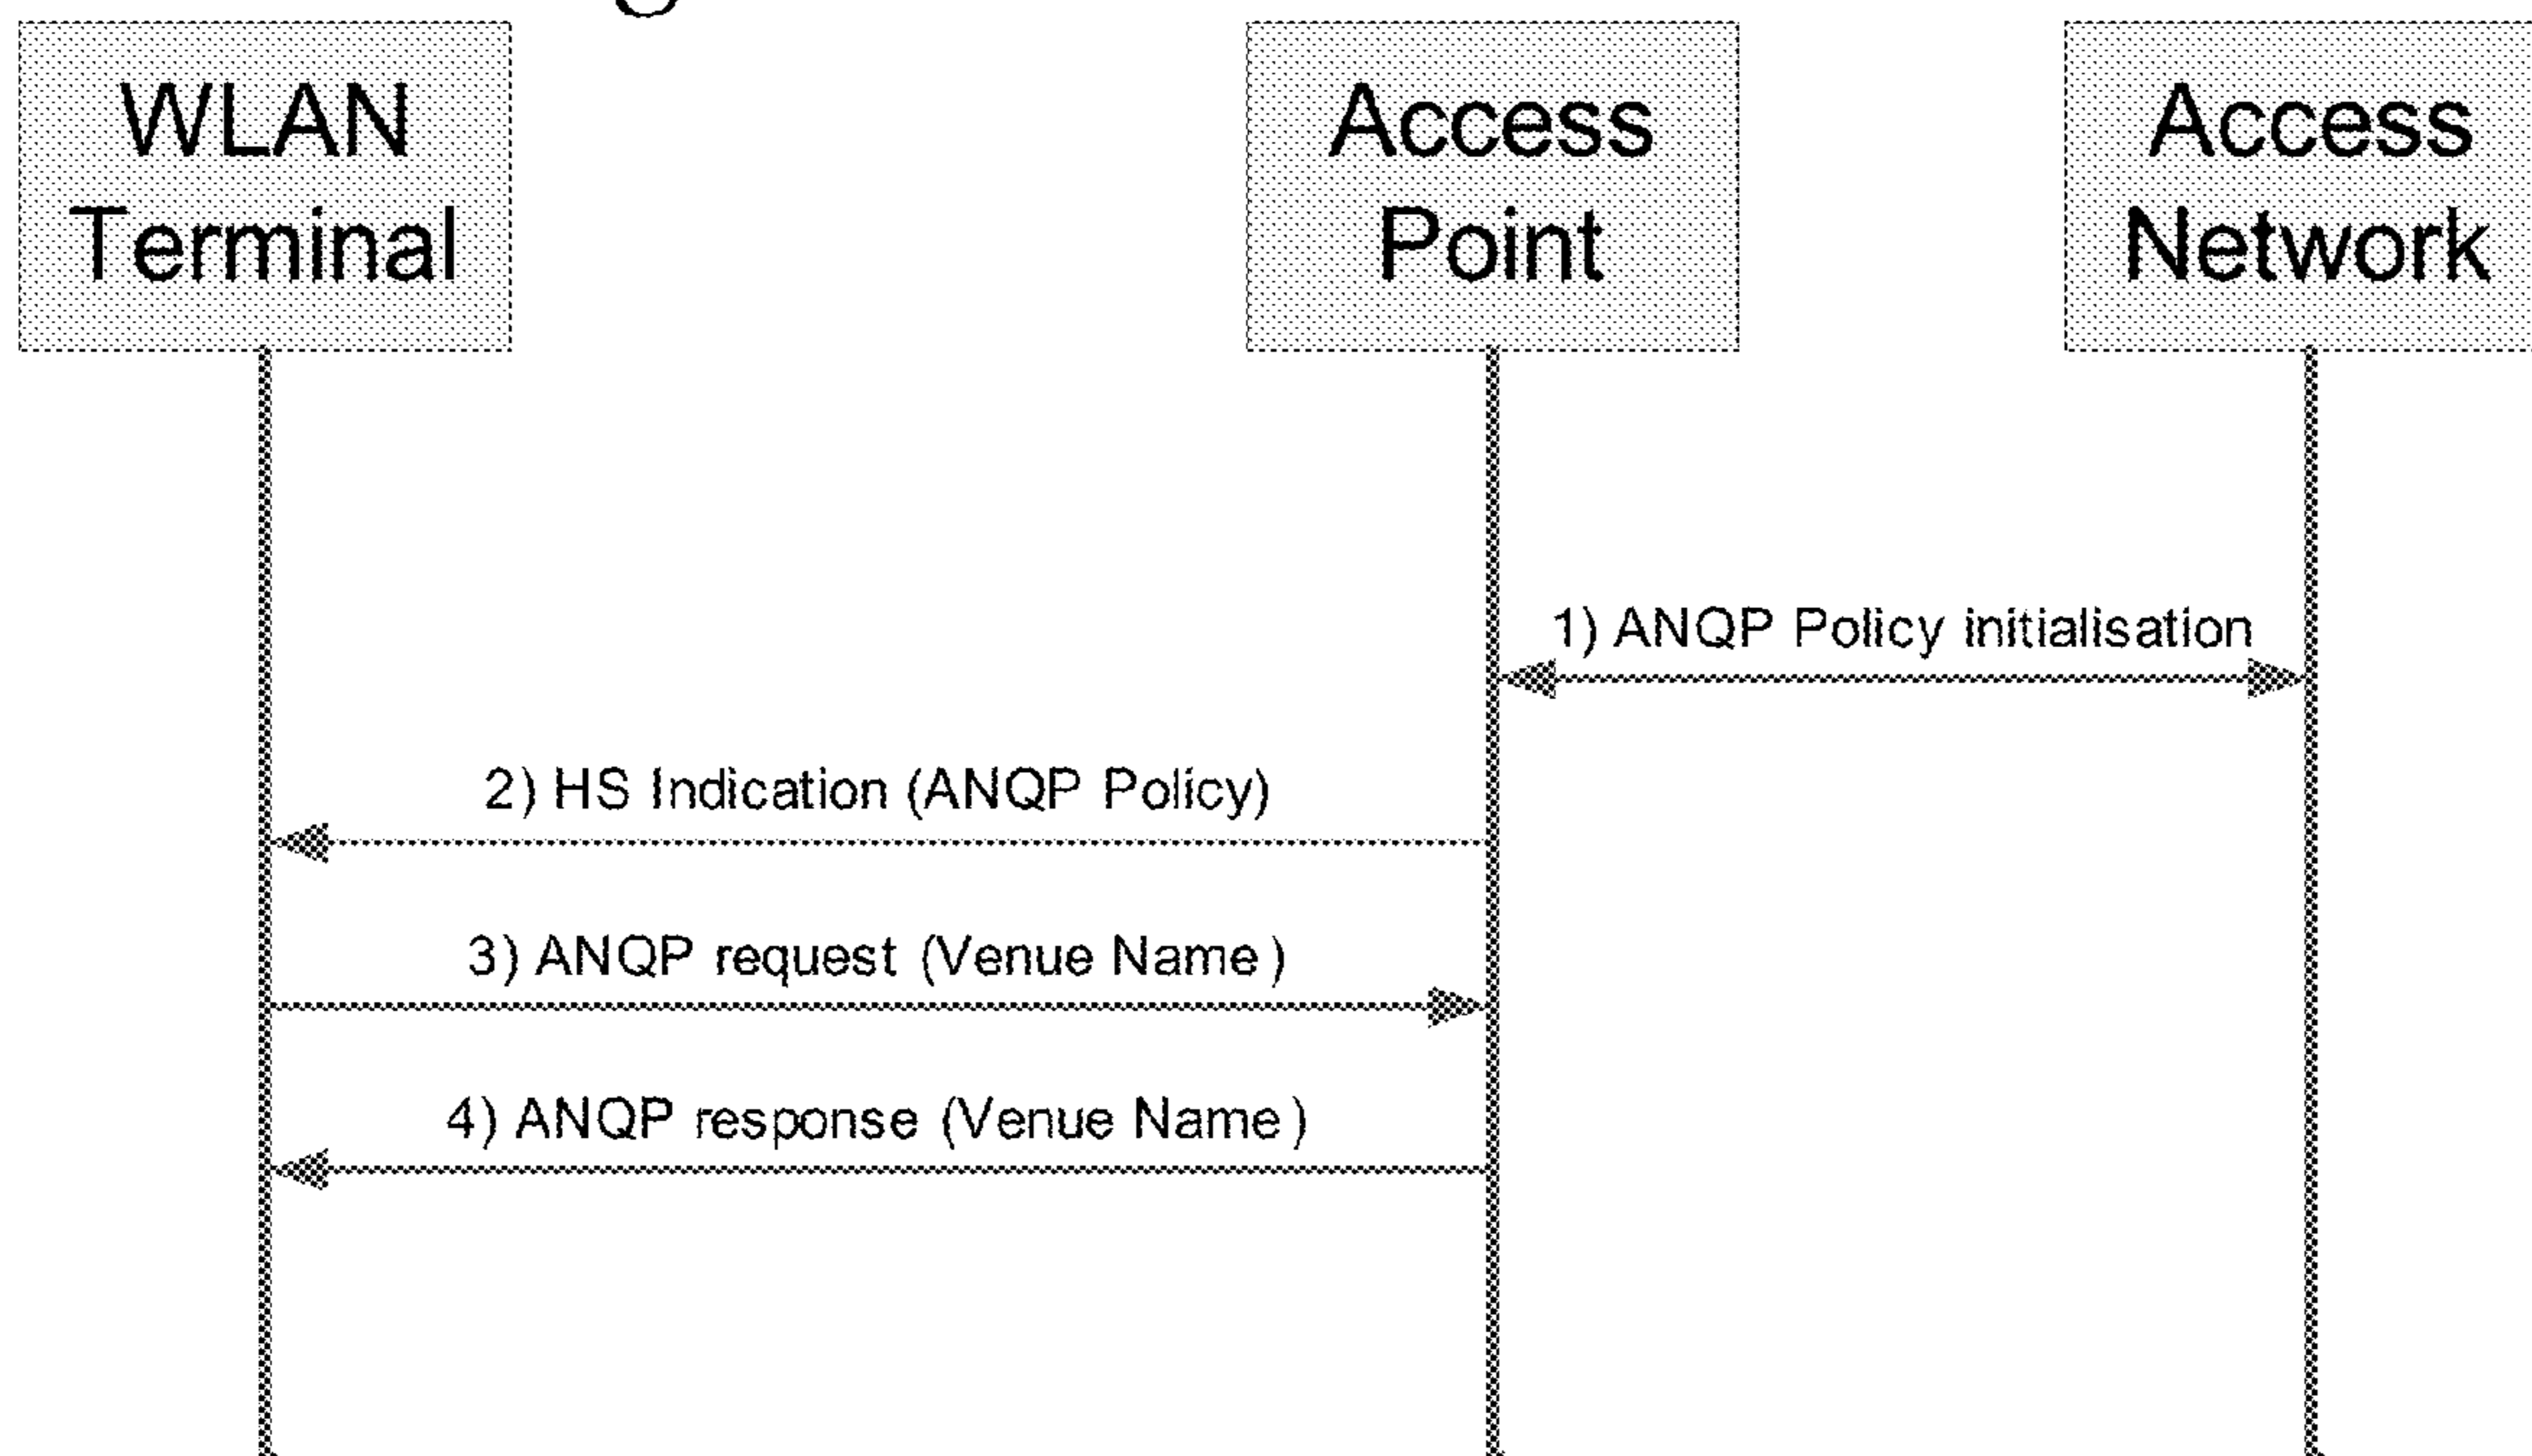 WLAN
Terminal
Access
Point
Access
Network
1) ANQP Policy initialisation
2) HS Indication (ANQP Policy)
3) ANQP request (Venue Name)
4) ANQP response (Venue Name)